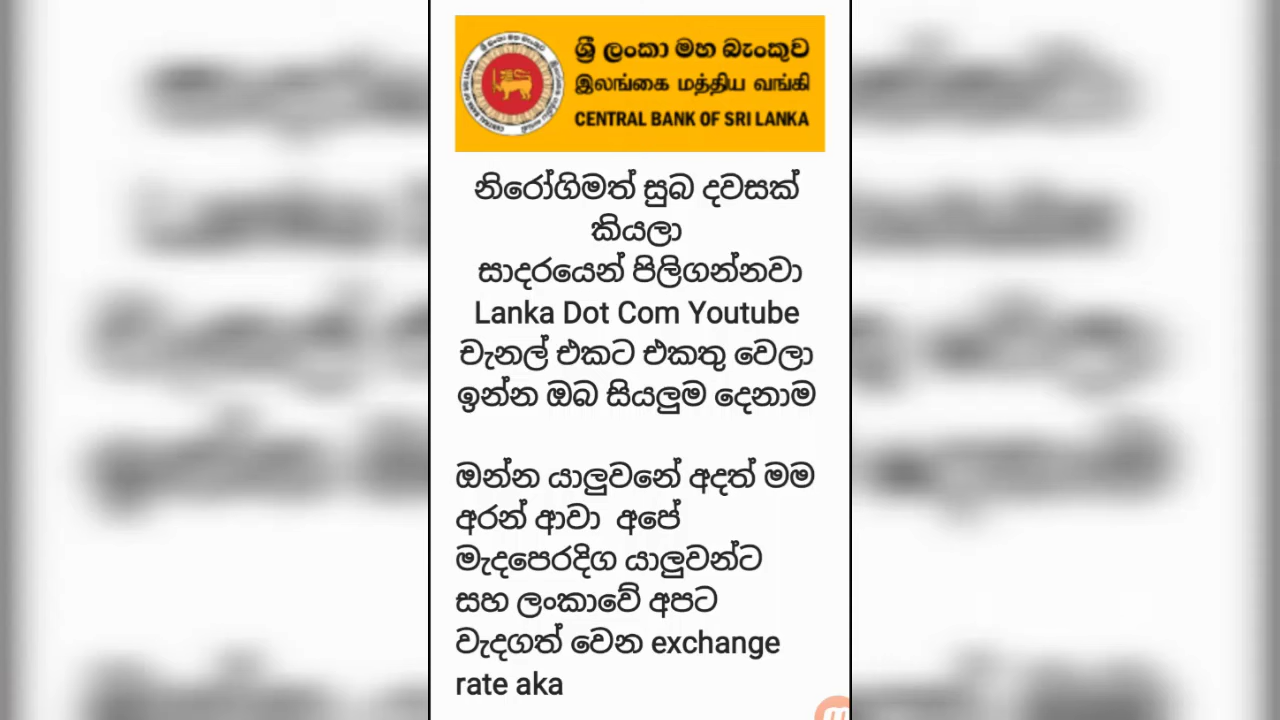 ශ්‍රී ලංකා මහ බැංකුව
இலங்கை மத்திய வங்கி
CENTRAL BANK OF SRI LANKA
නිරෝගිමත් සුබ දවසක්
කියලා
සාදරයෙන් පිලිගන්නවා
Lanka Dot Com Youtube
චැනල් එකට එකතු වෙලා
ඉන්න ඔබ සියලුම දෙනාම
ඔන්න යාලුවනේ අදත් මම
අරන් ආවා අපේ
මැදපෙරදිග යාලුවන්ට
සහ ලංකාවේ අපට
වැදගත් වෙන exchange
rate aka